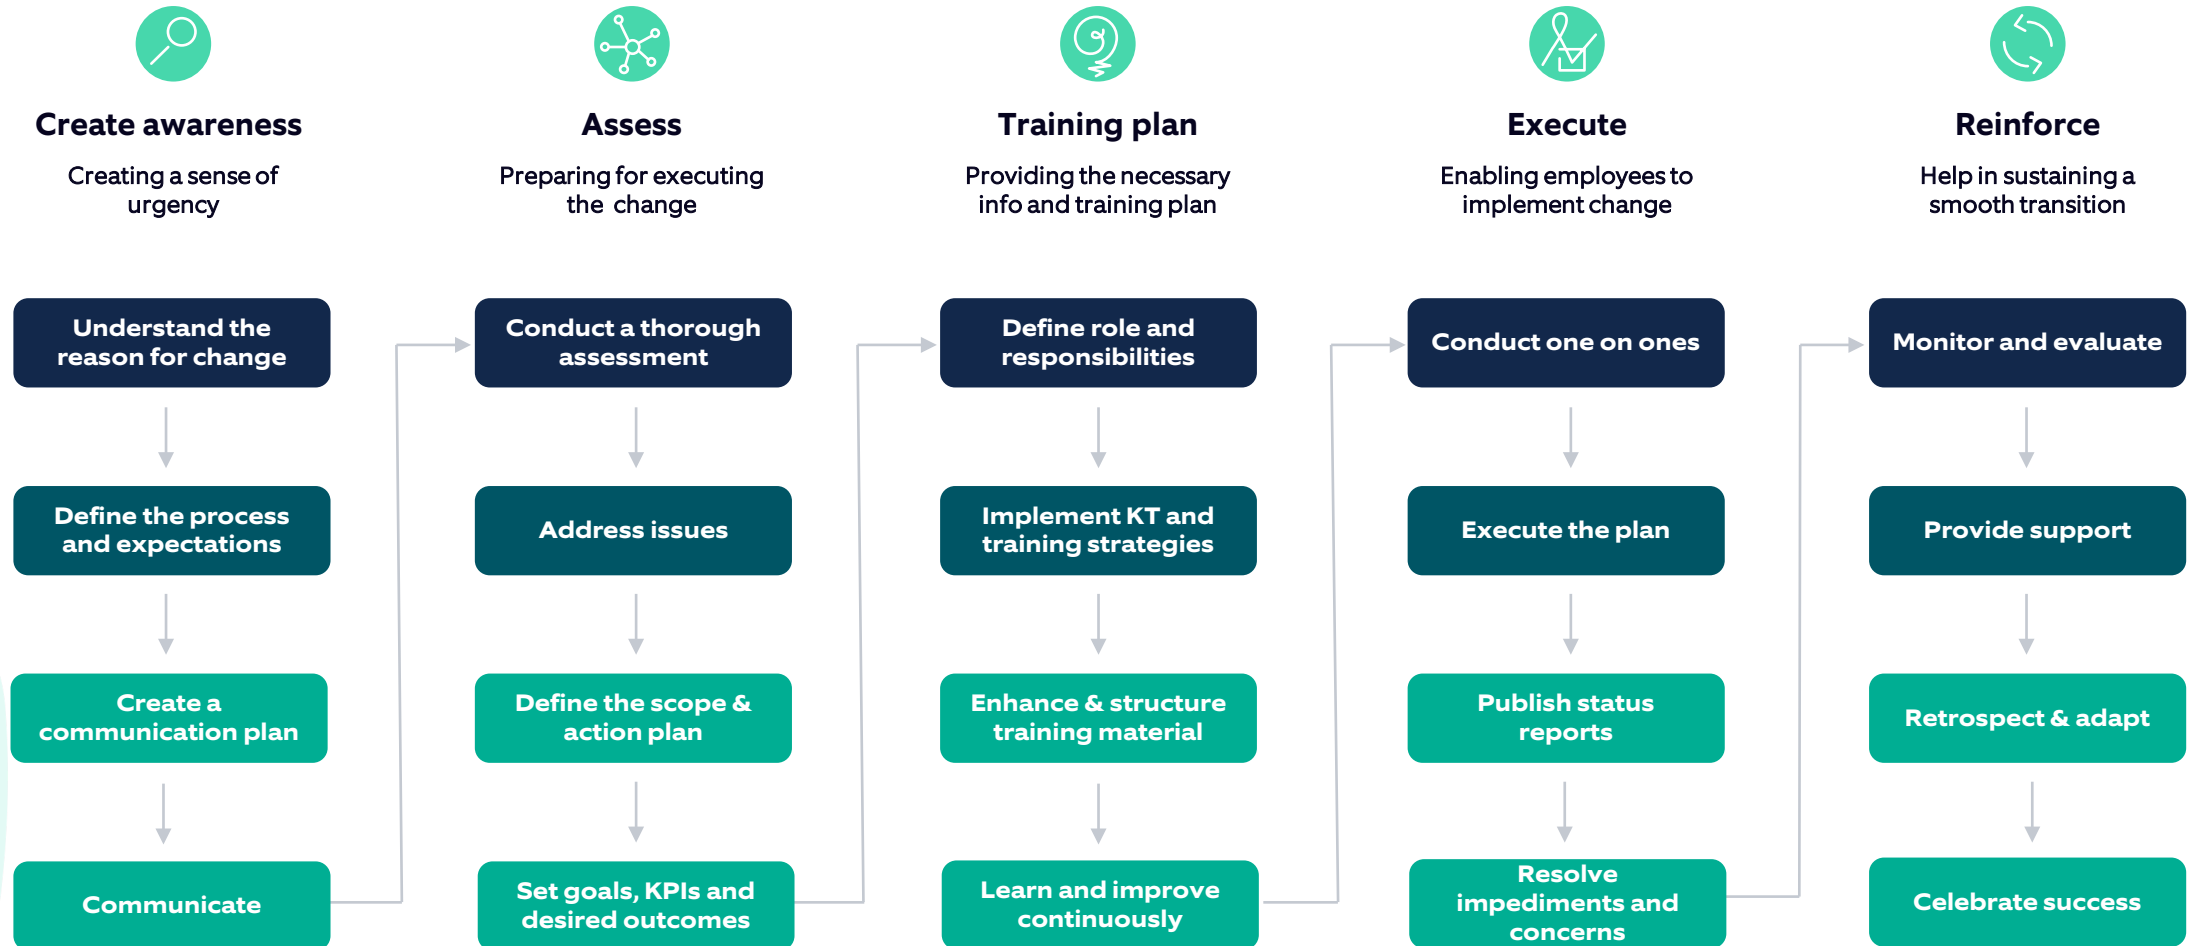 Create awareness
Creating a sense of
urgency
Assess
Preparing for executing
the change
Training plan
Providing the necessary
info and training plan
Execute
Enabling employees to
implement change
Reinforce
Help in sustaining a
smooth transition
Understand the
reason for change
Define the process
and expectations
Create a
communication plan
Communicate
Conduct a thorough
assessment
Address issues
Define the scope &
action plan
Set goals, KPIs and
desired outcomes
Define role and
responsibilities
Implement KT and
training strategies
Enhance & structure
training material
Learn and improve
continuously
Conduct one on ones
Execute the plan
Publish status
reports
Resolve
impediments and
concerns
Monitor and evaluate
Provide support
Retrospect & adapt
Celebrate success